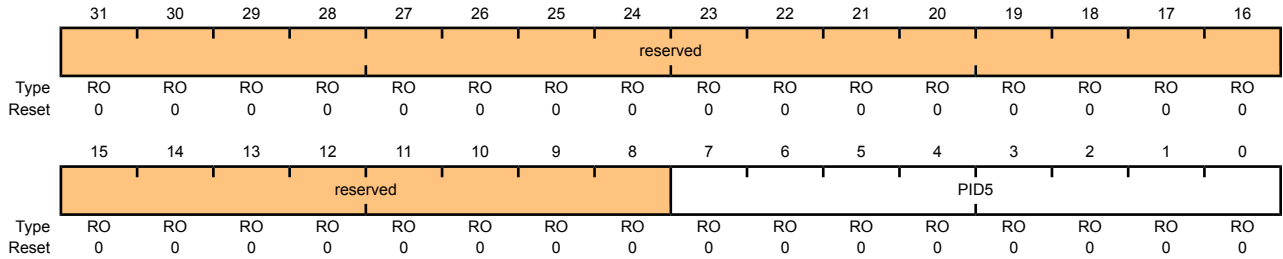 31 30 29 28 27 26 25 24 23 22 21 20 19 18 17 16
reserved
Type RO RO RO RO RO RO RO RO RO RO RO RO RO RO RO RO
Reset 0 0 0 0 0 0 0 0 0 0 0 0 0 0 0 0
15 14 13 12 11 10 9 8 7 6 5 4 3 2 1 0
reserved PID5
Type RO RO RO RO RO RO RO RO RO RO RO RO RO RO RO RO
Reset 0 0 0 0 0 0 0 0 0 0 0 0 0 0 0 0